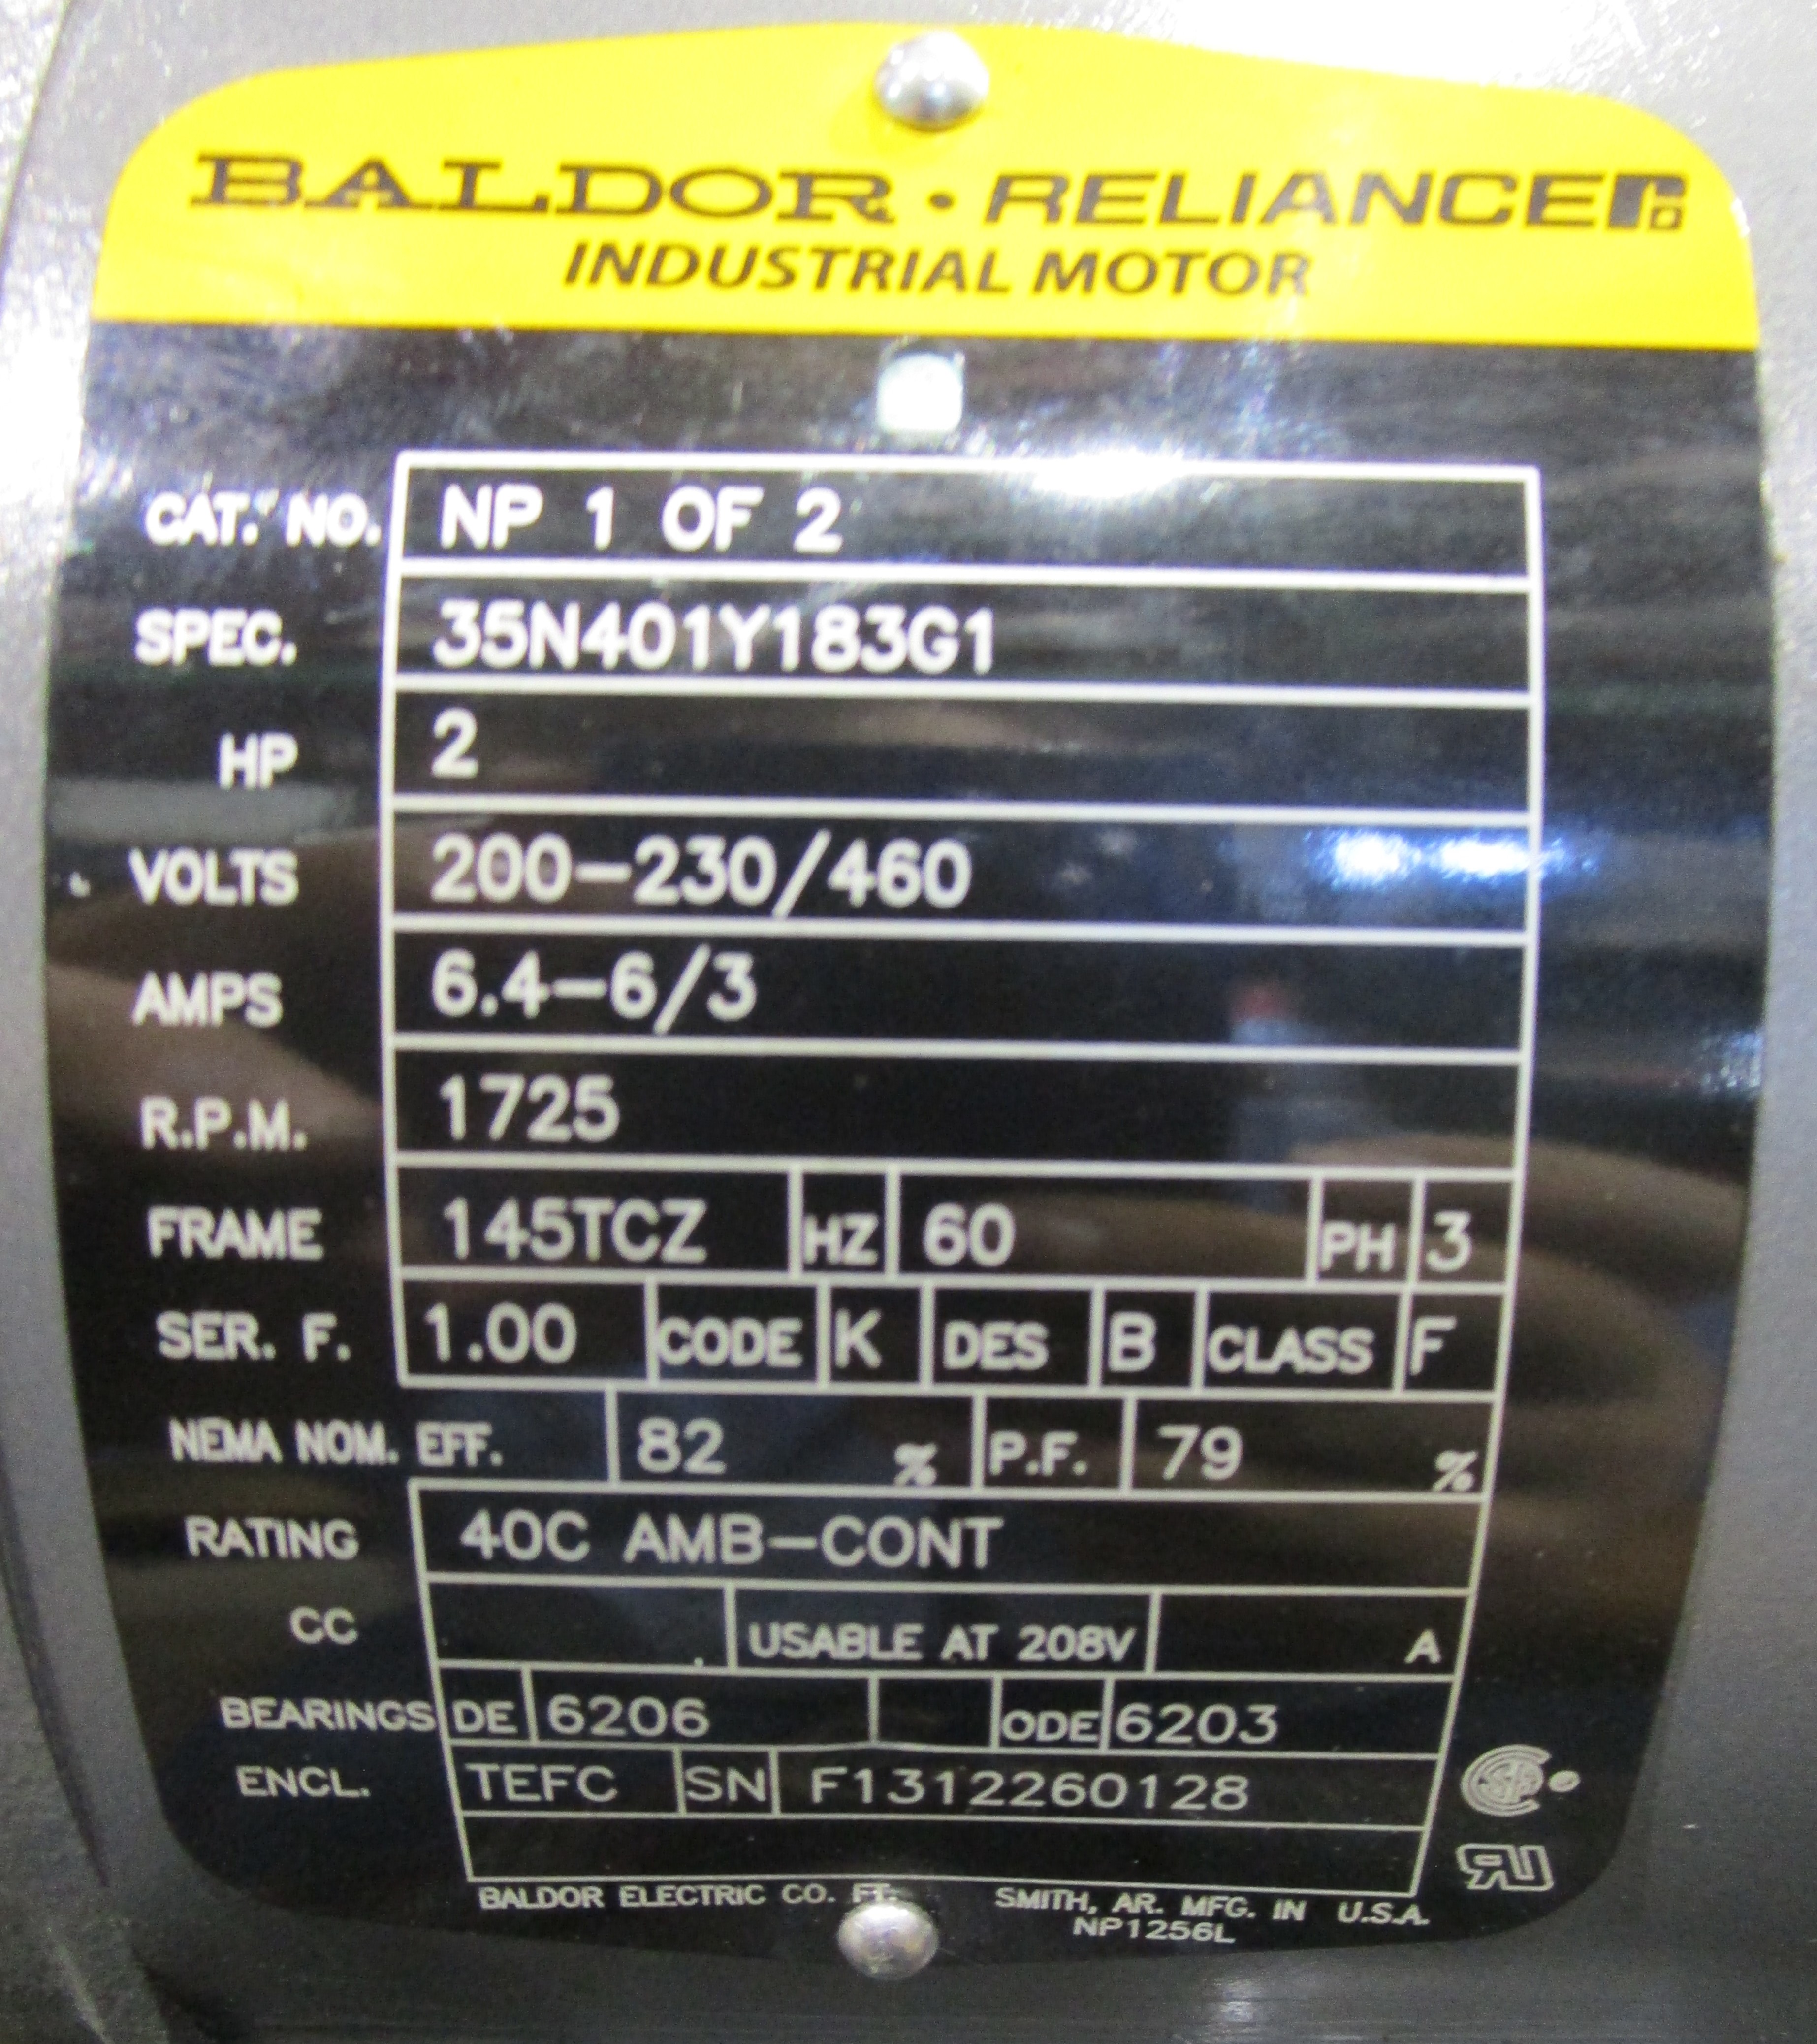 BALDOR • RELIANCE
INDUSTRIAL MOTOR
CAT. NO. NP 1 OF 2
SPEC. 35N401Y183G1
HP 2
VOLTS 200-230/460
AMPS 6.4-6/3
R.P.M. 1725
FRAME 145TCZ HZ 60 PH 3
SER. F. 1.00 CODE K DES B CLASS F
NEMA NOM. EFF. 82 % P.F. 79 %
RATING 40C AMB-CONT
CC USABLE AT 208V A
BEARINGS DE 6206 ODE 6203
ENCL. TEFC SN F1312260128
BALDOR ELECTRIC CO. FT. SMITH, AR. MFG. IN U.S.A.
NP1256L